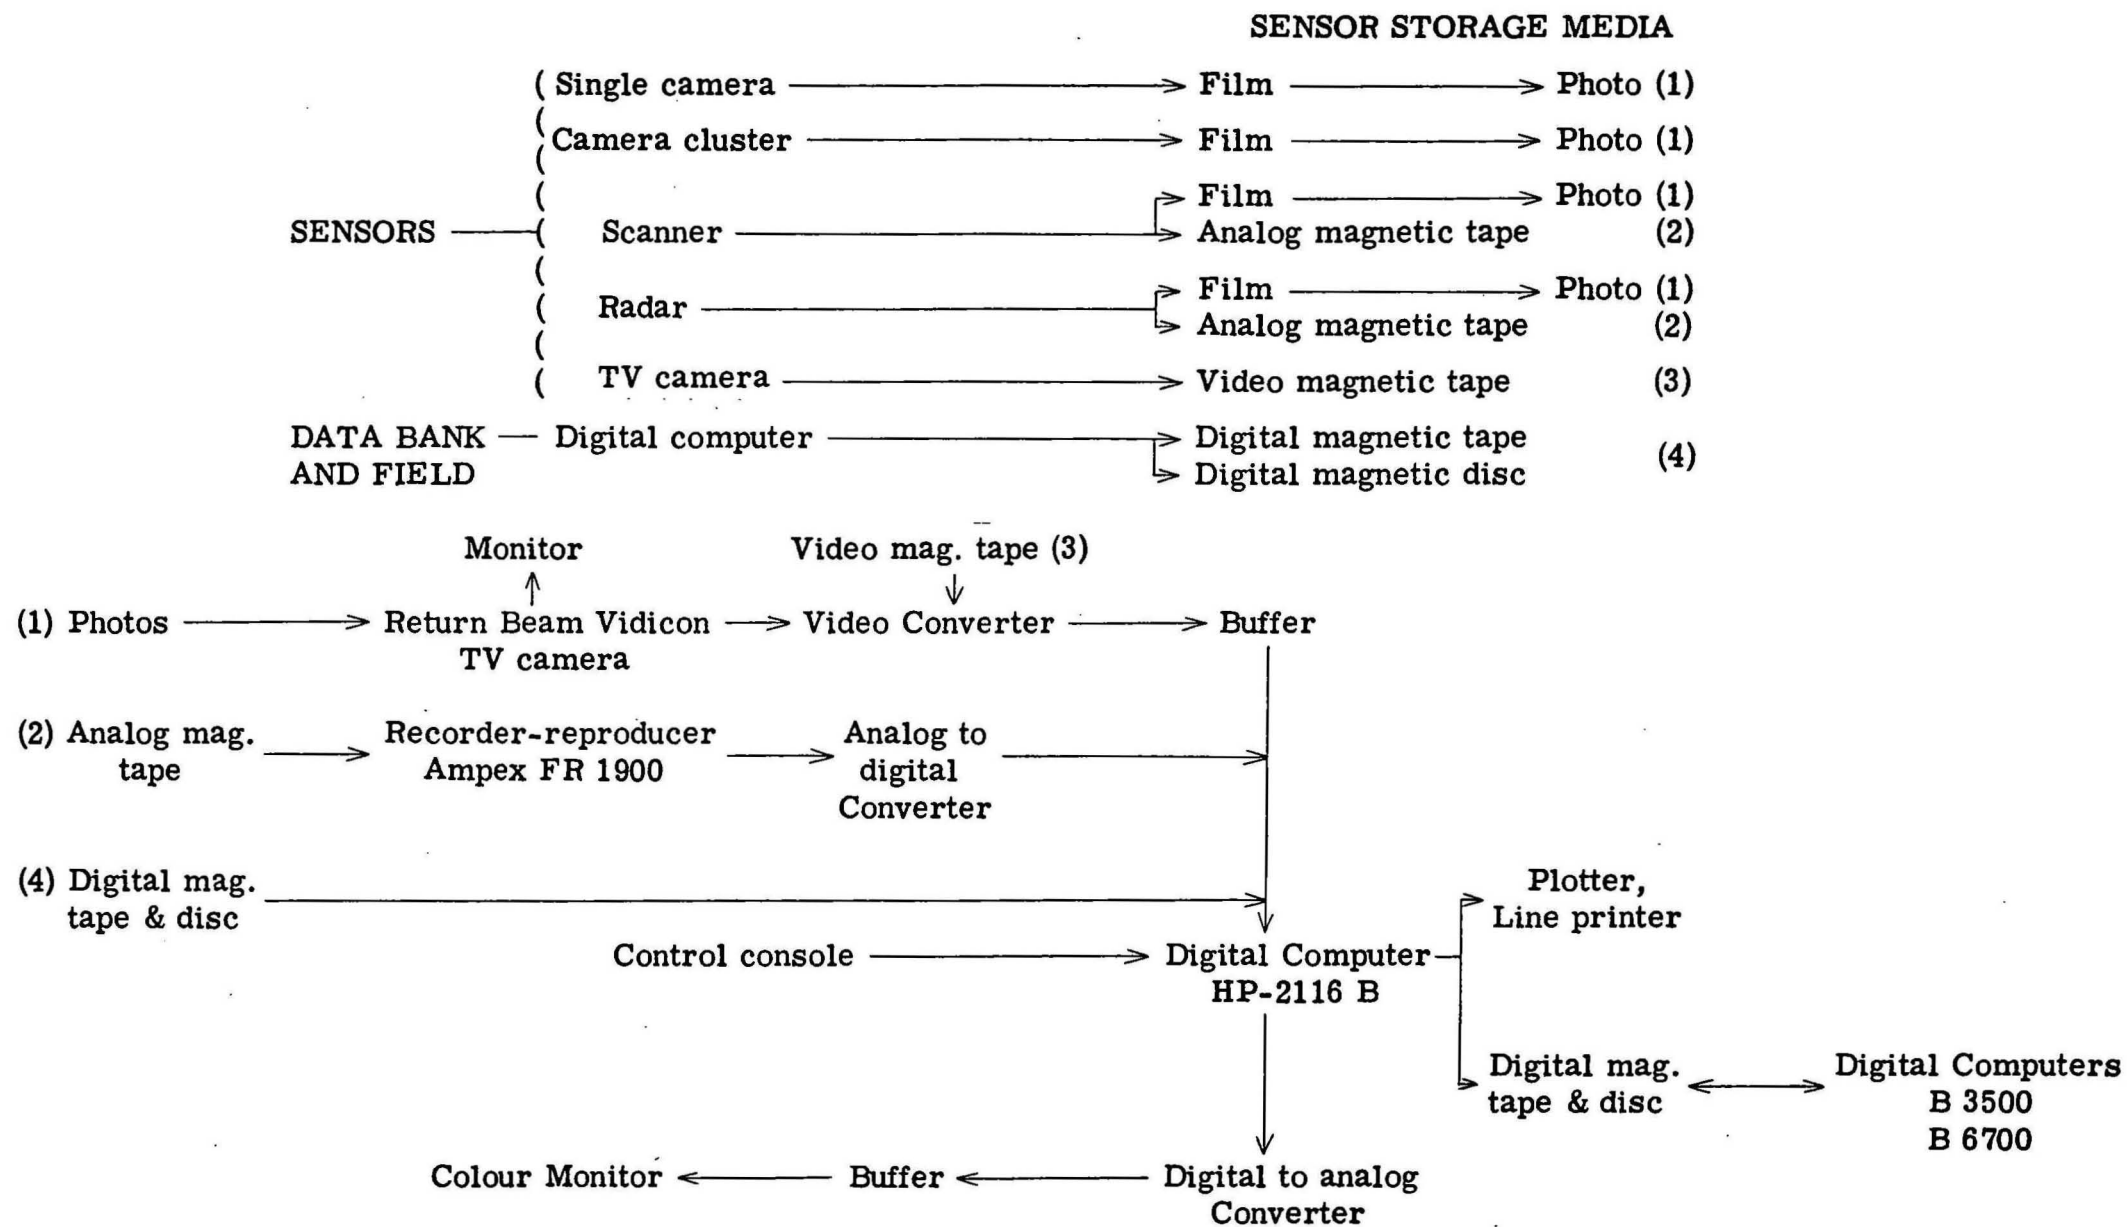 SENSOR STORAGE MEDIA
( Single camera Film Photo (1)
( Camera cluster Film Photo (1)
Film Photo (1)
SENSORS ( Scanner Analog magnetic tape (2)
Film Photo (1)
( Radar
Analog magnetic tape (2)
( TV camera Video magnetic tape (3)
DATA BANK Digital computer Digital magnetic tape
(4)
AND FIELD Digital magnetic disc
Monitor Video mag. tape (3)
(1) Photos Return Beam Vidicon Video Converter Buffer
TV camera
(2) Analog mag. Recorder-reproducer Analog to
tape Ampex FR 1900 digital
Converter
(4) Digital mag. Plotter,
tape & disc Line printer
Control console Digital Computer
HP-2116 B
Digital mag. Digital Computers
tape & disc B 3500
B 6700
Colour Monitor Buffer Digital to analog
Converter